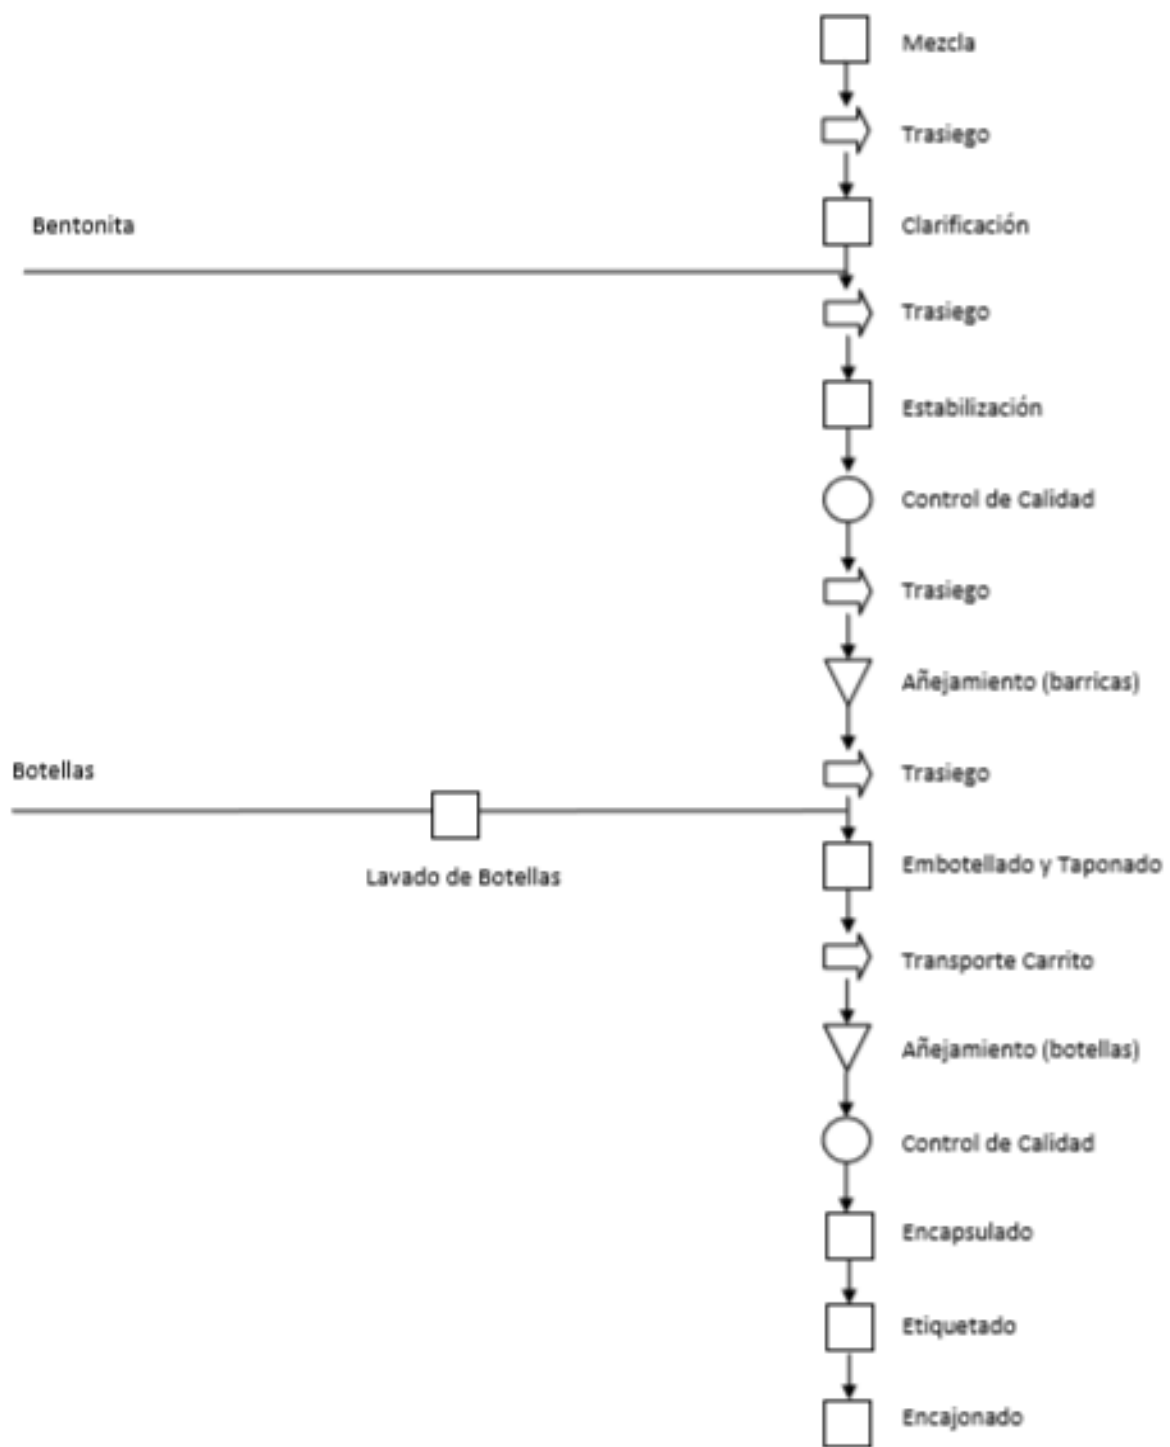 Mezcla
Trasiego
Bentonita
Clarificación
Trasiego
Estabilización
Control de Calidad
Trasiego
Añejamiento (barricas)
Botellas
Trasiego
Lavado de Botellas
Embotellado y Taponado
Transporte Carrito
Añejamiento (botellas)
Control de Calidad
Encapsulado
Etiquetado
Encajonado